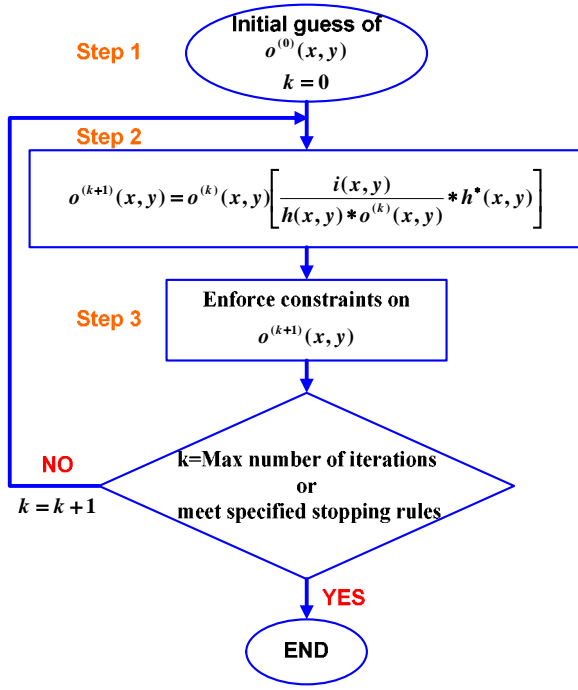 Step 1
Initial guess of
o^{(0)}(x, y)
k = 0
Step 2
o^{(k+1)}(x, y) = o^{(k)}(x, y) [ \frac{i(x, y)}{h(x, y) * o^{(k)}(x, y)} * h^{*}(x, y) ]
Step 3
Enforce constraints on
o^{(k+1)}(x, y)
k=Max number of iterations
or
meet specified stopping rules
NO
k = k + 1
YES
END